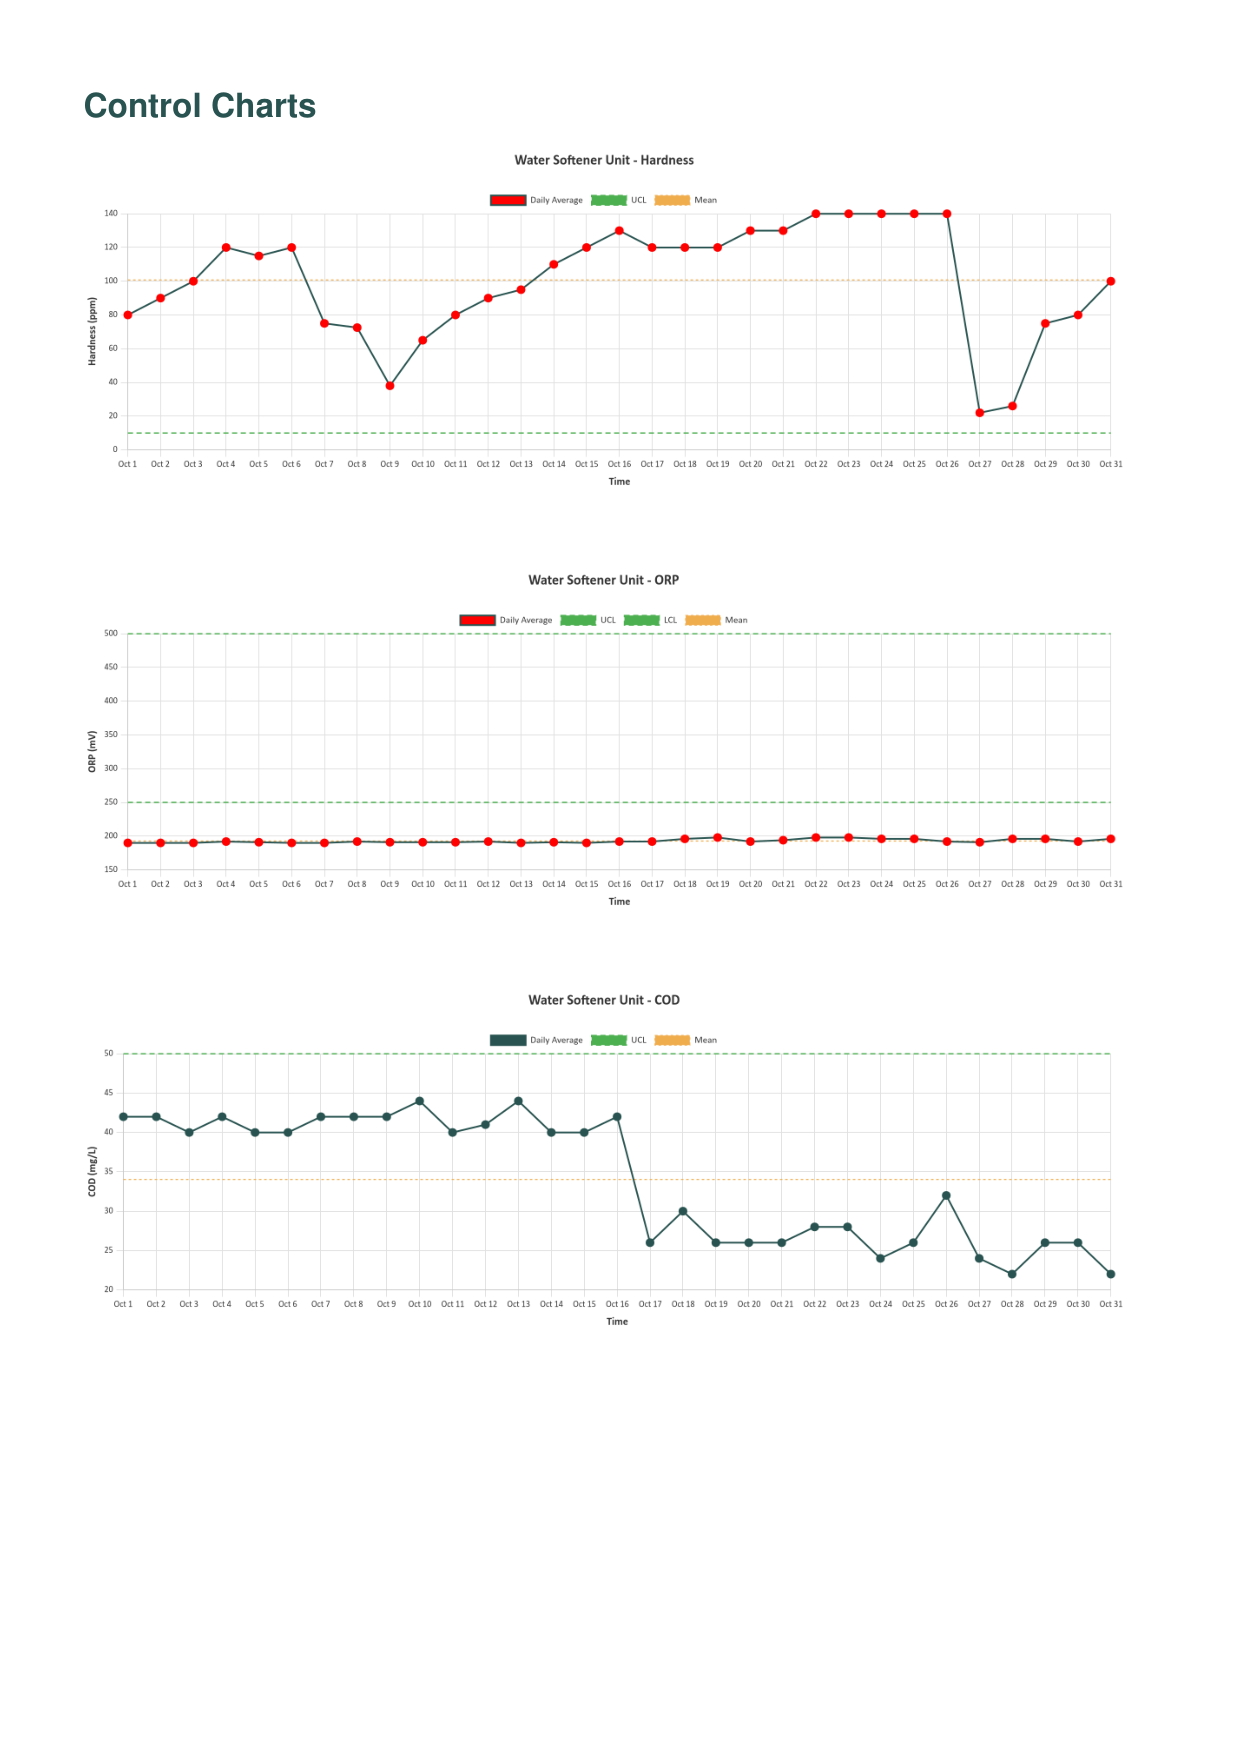 Control Charts
Water Softener Unit - Hardness
Daily Average UCL Mean
140
120
100
80
60
40
20
0
Hardness (ppm)
Oct 1 Oct 2 Oct 3 Oct 4 Oct 5 Oct 6 Oct 7 Oct 8 Oct 9 Oct 10 Oct 11 Oct 12 Oct 13 Oct 14 Oct 15 Oct 16 Oct 17 Oct 18 Oct 19 Oct 20 Oct 21 Oct 22 Oct 23 Oct 24 Oct 25 Oct 26 Oct 27 Oct 28 Oct 29 Oct 30 Oct 31
Time
Water Softener Unit - ORP
Daily Average UCL LCL Mean
500
450
400
350
300
250
200
150
ORP (mV)
Oct 1 Oct 2 Oct 3 Oct 4 Oct 5 Oct 6 Oct 7 Oct 8 Oct 9 Oct 10 Oct 11 Oct 12 Oct 13 Oct 14 Oct 15 Oct 16 Oct 17 Oct 18 Oct 19 Oct 20 Oct 21 Oct 22 Oct 23 Oct 24 Oct 25 Oct 26 Oct 27 Oct 28 Oct 29 Oct 30 Oct 31
Time
Water Softener Unit - COD
Daily Average UCL Mean
50
45
40
35
30
25
20
COD (mg/L)
Oct 1 Oct 2 Oct 3 Oct 4 Oct 5 Oct 6 Oct 7 Oct 8 Oct 9 Oct 10 Oct 11 Oct 12 Oct 13 Oct 14 Oct 15 Oct 16 Oct 17 Oct 18 Oct 19 Oct 20 Oct 21 Oct 22 Oct 23 Oct 24 Oct 25 Oct 26 Oct 27 Oct 28 Oct 29 Oct 30 Oct 31
Time